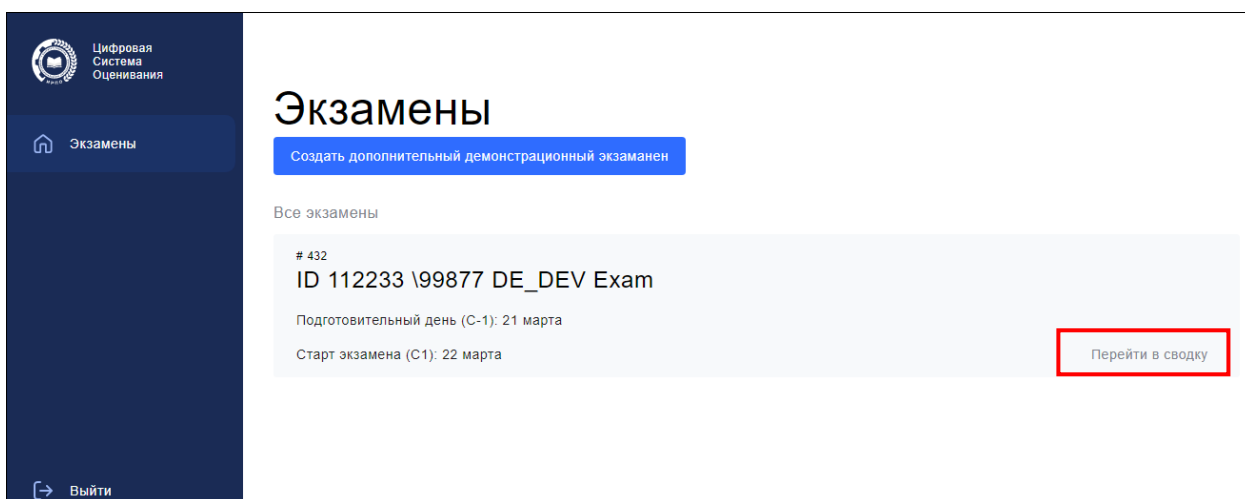 Цифровая
Система
Оценивания
Экзамены
Выйти
Экзамены
Создать дополнительный демонстрационный экзаманен
Все экзамены
# 432
ID 112233 \99877 DE_DEV Exam
Подготовительный день (С-1): 21 марта
Старт экзамена (С1): 22 марта
Перейти в сводку